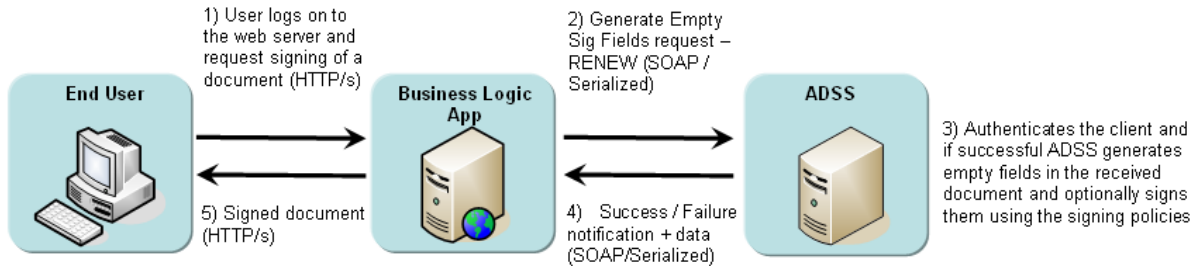 1) User logs on to
the web server and
request signing of a
document (HTTP/s)
2) Generate Empty
Sig Fields request –
RENEW (SOAP /
Serialized)
End User
Business Logic
App
ADSS
3) Authenticates the client and
if successful ADSS generates
empty fields in the received
document and optionally signs
them using the signing policies
5) Signed document
(HTTP/s)
4) Success / Failure
notification + data
(SOAP/Serialized)